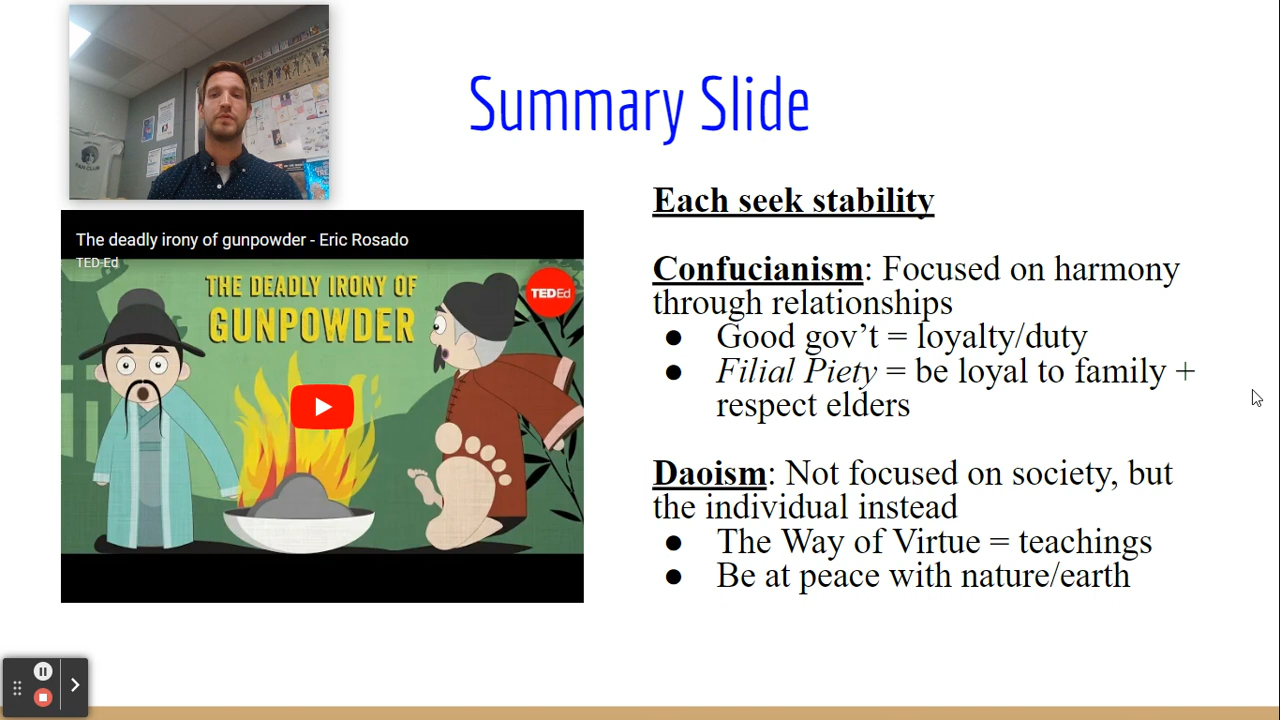 Summary Slide
The deadly irony of gunpowder - Eric Rosado
TED-Ed
THE DEADLY IRONY OF
GUNPOWDER
TEDEd
Each seek stability
Confucianism: Focused on harmony
through relationships
● Good gov’t = loyalty/duty
● Filial Piety = be loyal to family +
respect elders
Daoism: Not focused on society, but
the individual instead
● The Way of Virtue = teachings
● Be at peace with nature/earth